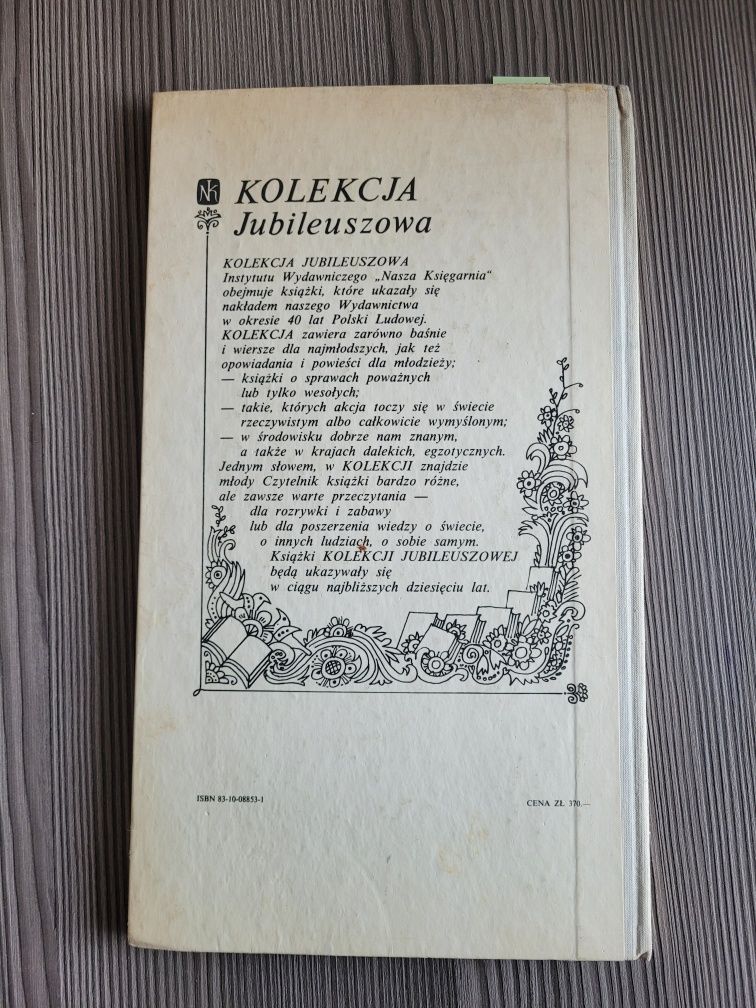 NK
KOLEKCJA
Jubileuszowa
KOLEKCJA JUBILEUSZOWA
Instytutu Wydawniczego „Nasza Księgarnia"
obejmuje książki, które ukazały się
nakładem naszego Wydawnictwa
w okresie 40 lat Polski Ludowej.
KOLEKCJA zawiera zarówno baśnie
i wiersze dla najmłodszych, jak też
opowiadania i powieści dla młodzieży;
— książki o sprawach poważnych
lub tylko wesołych;
— takie, których akcja toczy się w świecie
rzeczywistym albo całkowicie wymyślonym;
— w środowisku dobrze nam znanym,
a także w krajach dalekich, egzotycznych.
Jednym słowem, w KOLEKCJI znajdzie
młody Czytelnik książki bardzo różne,
ale zawsze warte przeczytania —
dla rozrywki i zabawy
lub dla poszerzenia wiedzy o świecie,
o innych ludziach, o sobie samym.
Książki KOLEKCJI JUBILEUSZOWEJ
będą ukazywały się
w ciągu najbliższych dziesięciu lat.
ISBN 83-10-08853-1
CENA ZŁ 370.—